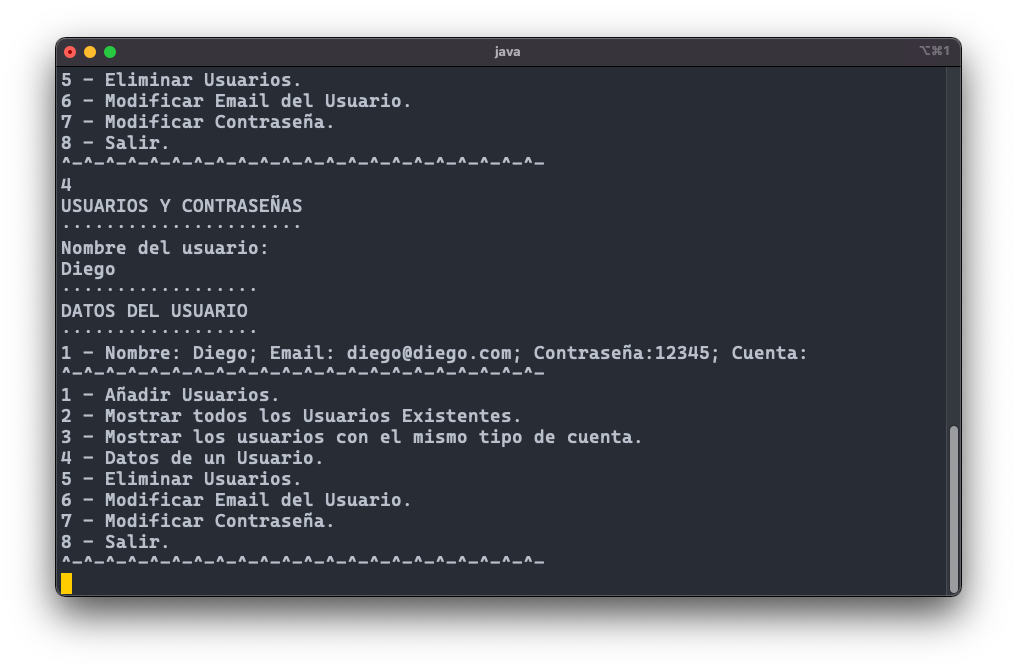 java
⌥⌘1
5 - Eliminar Usuarios.
6 - Modificar Email del Usuario.
7 - Modificar Contraseña.
8 - Salir.
^-^-^-^-^-^-^-^-^-^-^-^-^-^-^-^-^-^-^-^-^-^-
4
USUARIOS Y CONTRASEÑAS
······················
Nombre del usuario:
Diego
··················
DATOS DEL USUARIO
··················
1 - Nombre: Diego; Email: diego@diego.com; Contraseña:12345; Cuenta:
^-^-^-^-^-^-^-^-^-^-^-^-^-^-^-^-^-^-^-^-^-^-
1 - Añadir Usuarios.
2 - Mostrar todos los Usuarios Existentes.
3 - Mostrar los usuarios con el mismo tipo de cuenta.
4 - Datos de un Usuario.
5 - Eliminar Usuarios.
6 - Modificar Email del Usuario.
7 - Modificar Contraseña.
8 - Salir.
^-^-^-^-^-^-^-^-^-^-^-^-^-^-^-^-^-^-^-^-^-^-